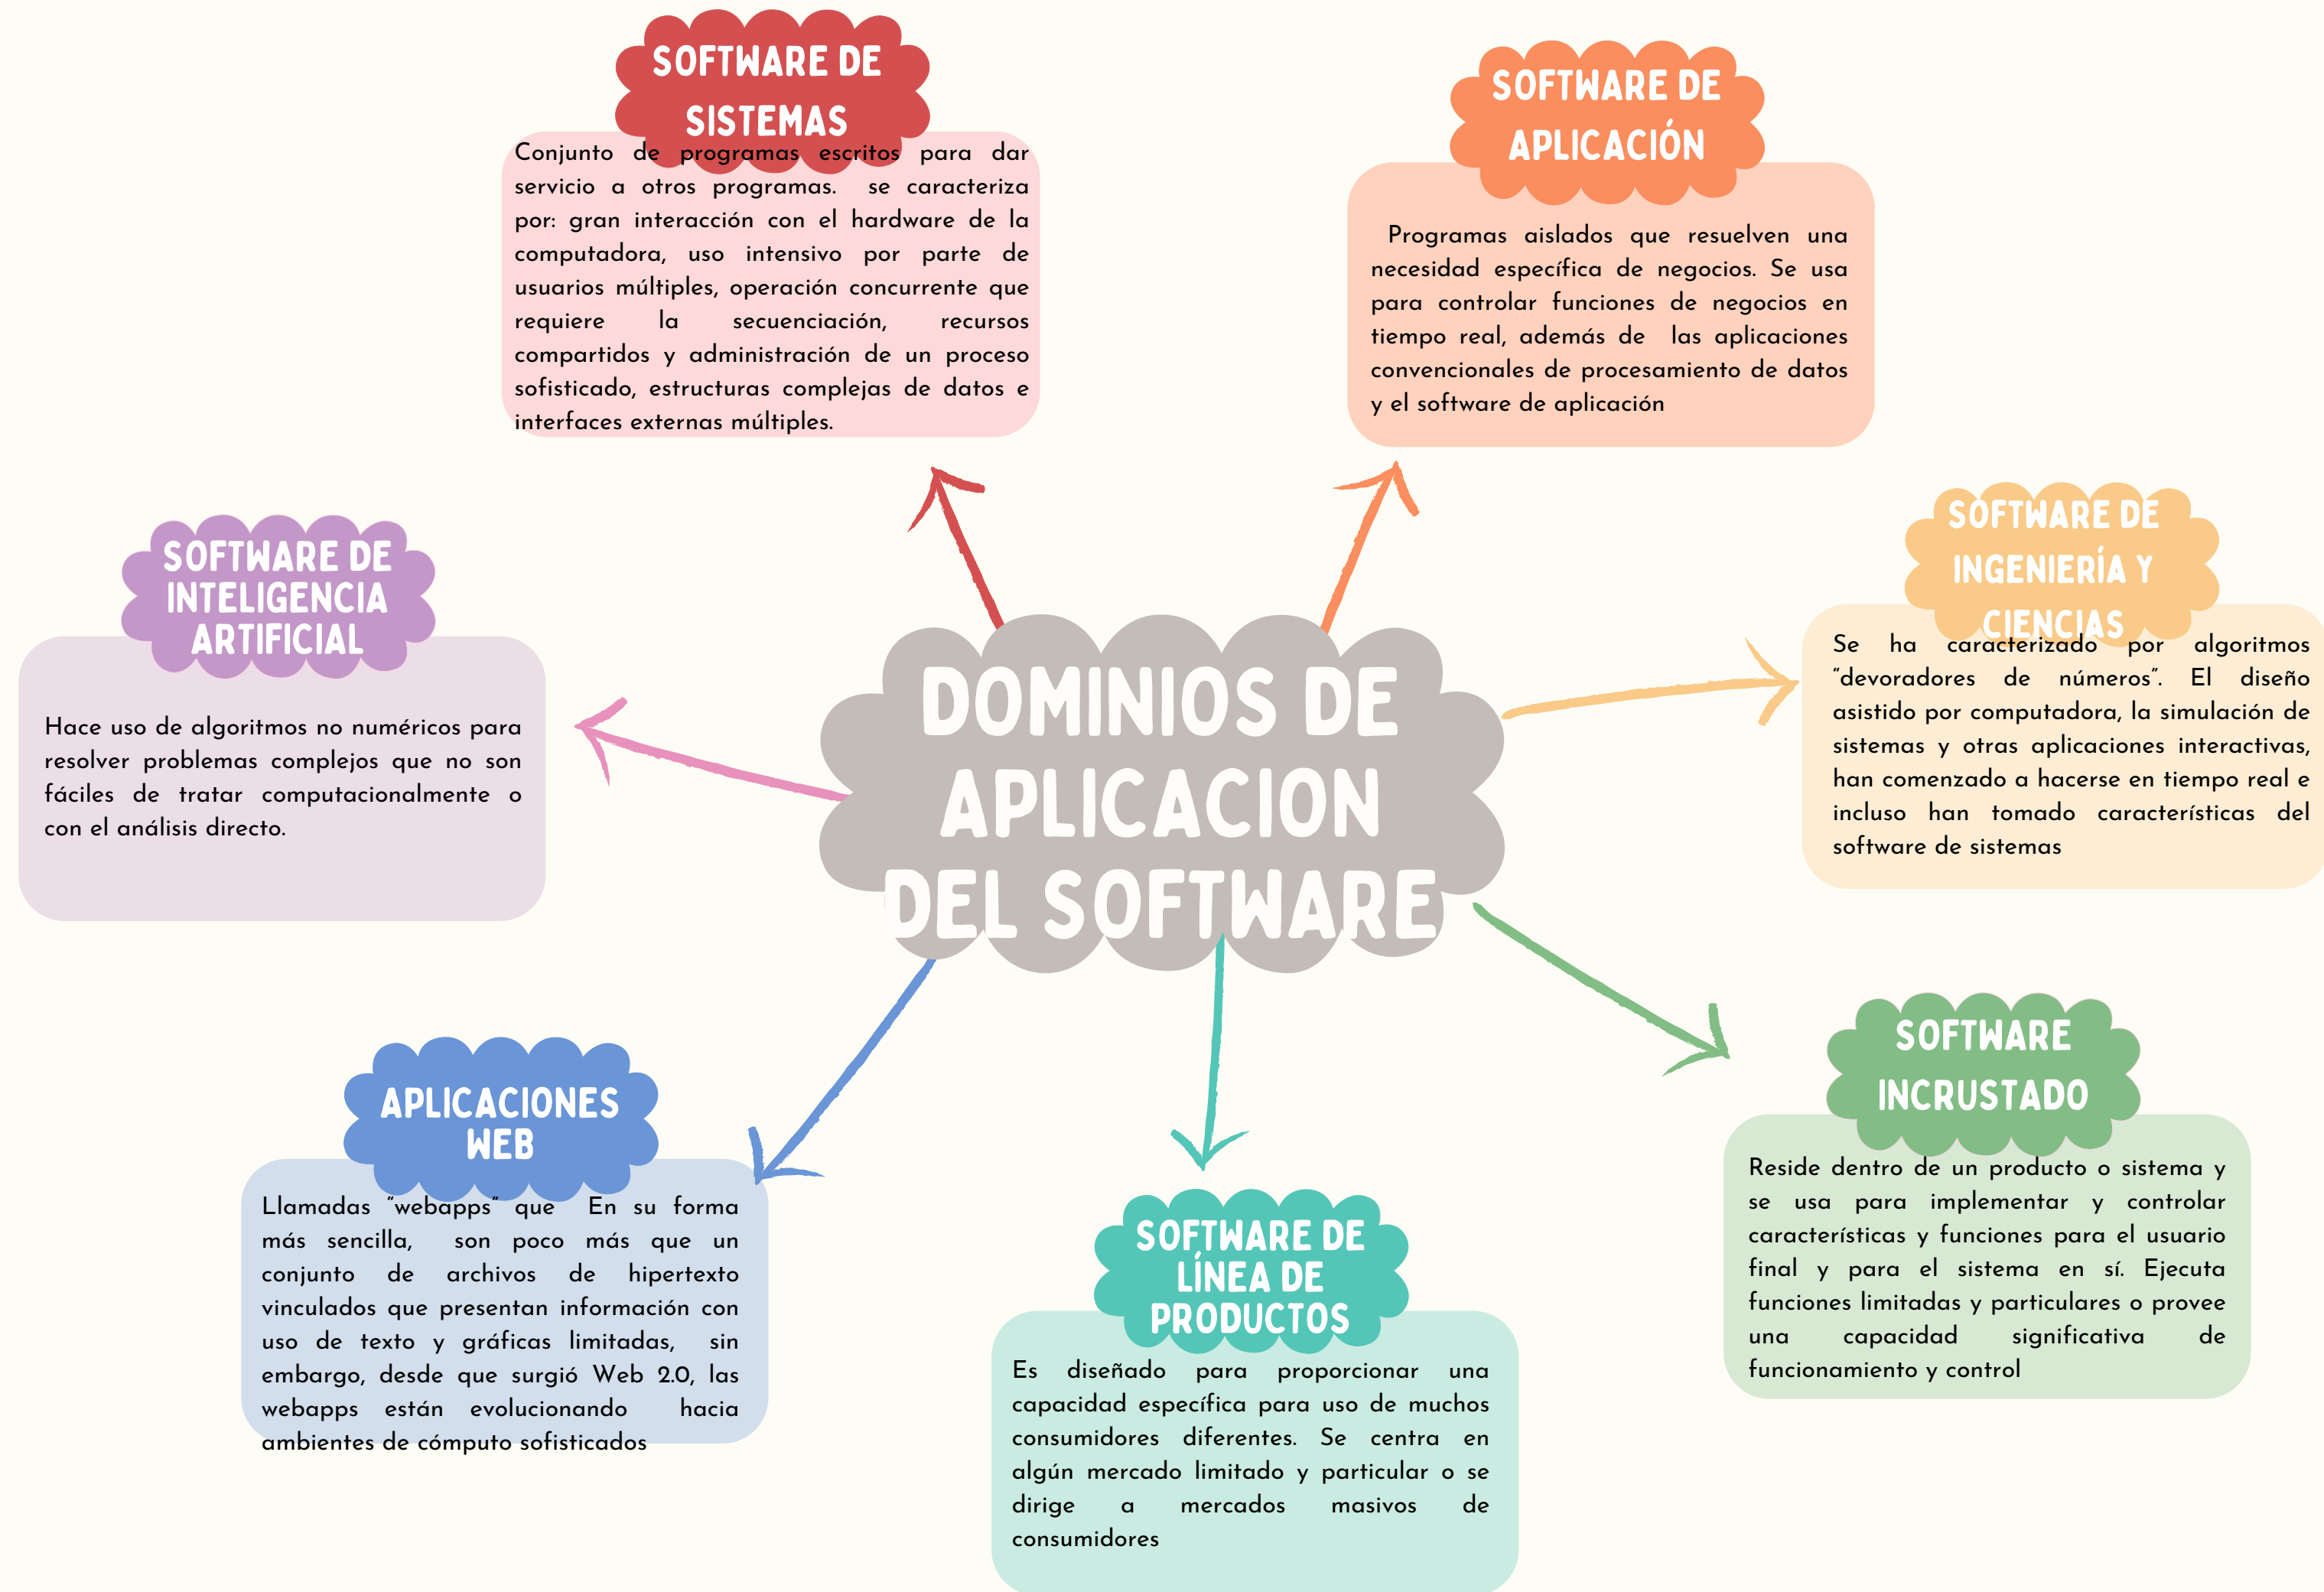 SOFTWARE DE
SISTEMAS
Conjunto de programas escritos para dar
servicio a otros programas. se caracteriza
por: gran interacción con el hardware de la
computadora, uso intensivo por parte de
usuarios múltiples, operación concurrente que
requiere la secuenciación, recursos
compartidos y administración de un proceso
sofisticado, estructuras complejas de datos e
interfaces externas múltiples.
SOFTWARE DE
APLICACIÓN
Programas aislados que resuelven una
necesidad específica de negocios. Se usa
para controlar funciones de negocios en
tiempo real, además de las aplicaciones
convencionales de procesamiento de datos
y el software de aplicación
SOFTWARE DE
INTELIGENCIA
ARTIFICIAL
Hace uso de algoritmos no numéricos para
resolver problemas complejos que no son
fáciles de tratar computacionalmente o
con el análisis directo.
DOMINIOS DE
APLICACION
DEL SOFTWARE
SOFTWARE DE
INGENIERÍA Y
CIENCIAS
Se ha caracterizado por algoritmos
“devoradores de números”. El diseño
asistido por computadora, la simulación de
sistemas y otras aplicaciones interactivas,
han comenzado a hacerse en tiempo real e
incluso han tomado características del
software de sistemas
APLICACIONES
WEB
Llamadas “webapps” que En su forma
más sencilla, son poco más que un
conjunto de archivos de hipertexto
vinculados que presentan información con
uso de texto y gráficas limitadas, sin
embargo, desde que surgió Web 2.0, las
webapps están evolucionando hacia
ambientes de cómputo sofisticados
SOFTWARE DE
LÍNEA DE
PRODUCTOS
Es diseñado para proporcionar una
capacidad específica para uso de muchos
consumidores diferentes. Se centra en
algún mercado limitado y particular o se
dirige a mercados masivos de
consumidores
SOFTWARE
INCRUSTADO
Reside dentro de un producto o sistema y
se usa para implementar y controlar
características y funciones para el usuario
final y para el sistema en sí. Ejecuta
funciones limitadas y particulares o provee
una capacidad significativa de
funcionamiento y control